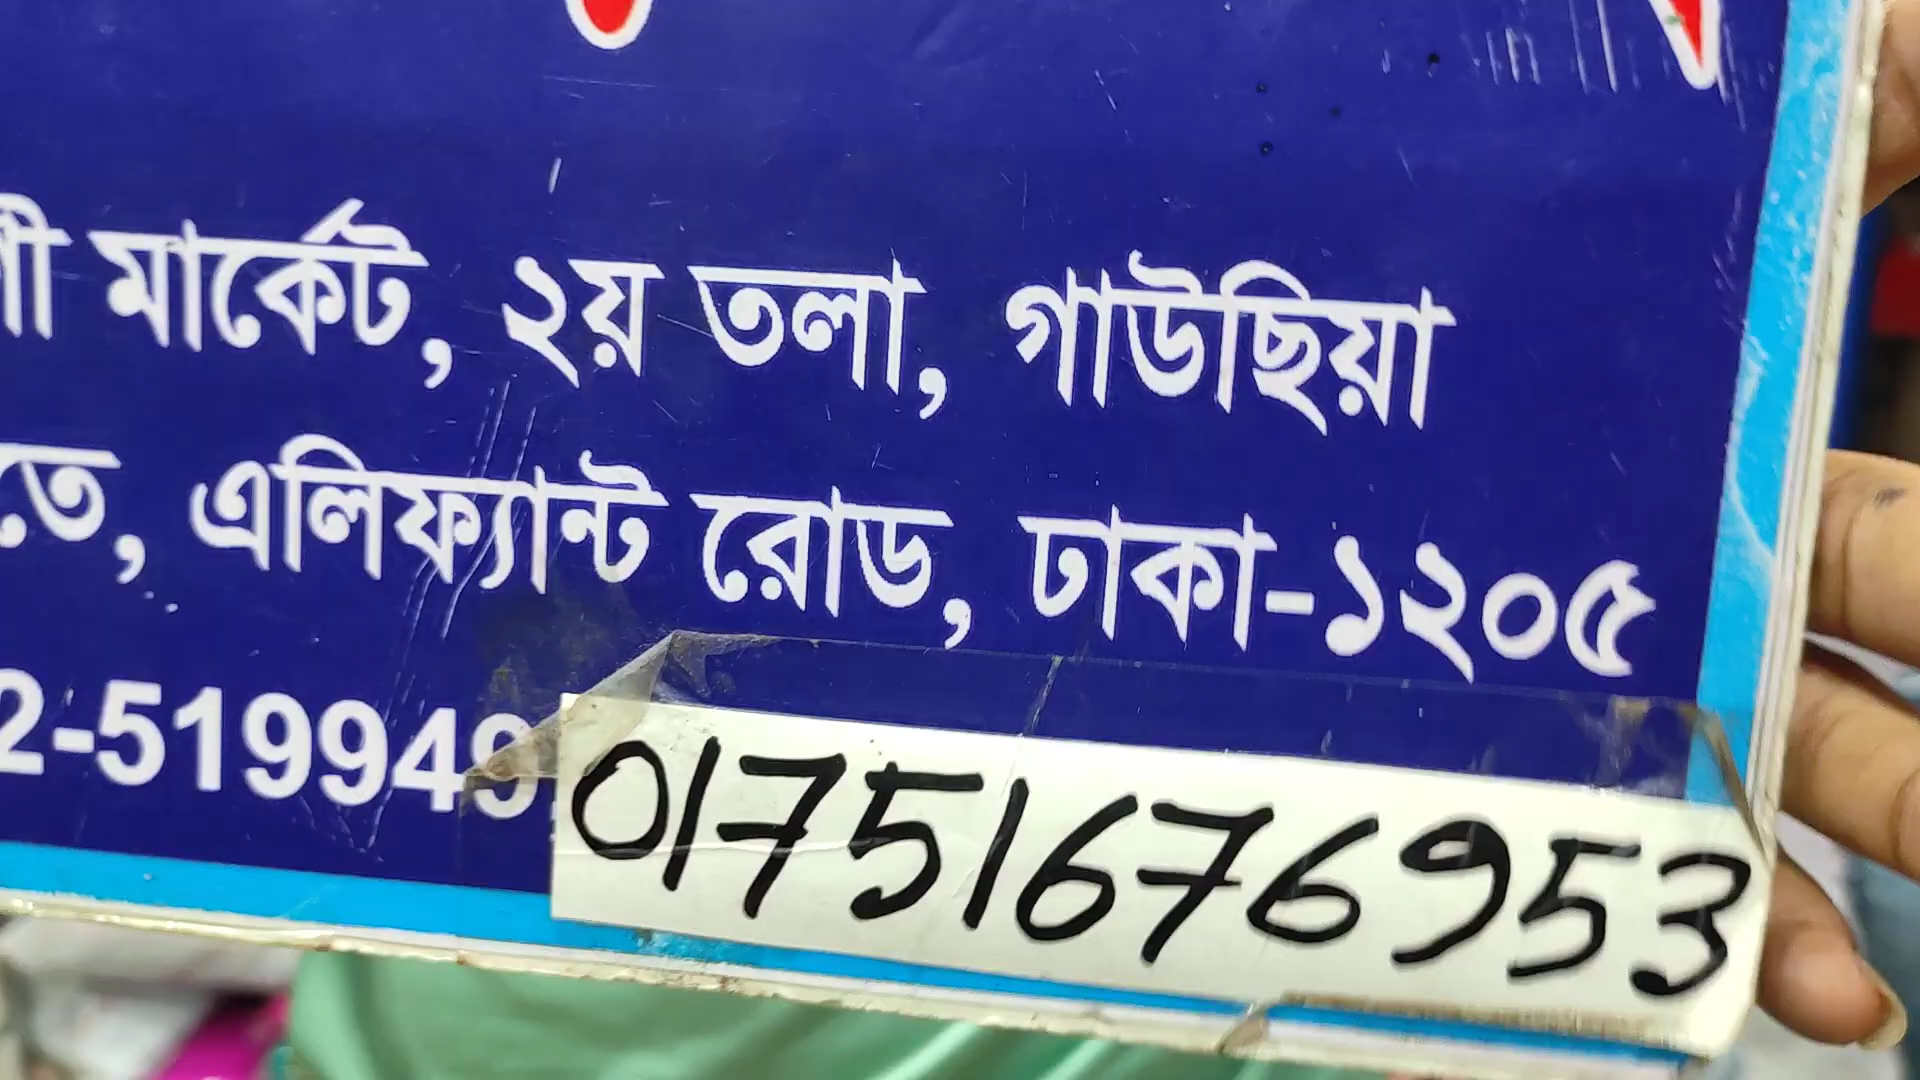 মার্কেট, ২য় তলা, গাউছিয়া
এলিফ্যান্ট রোড, ঢাকা-১২০৫
2-519949
01751676953